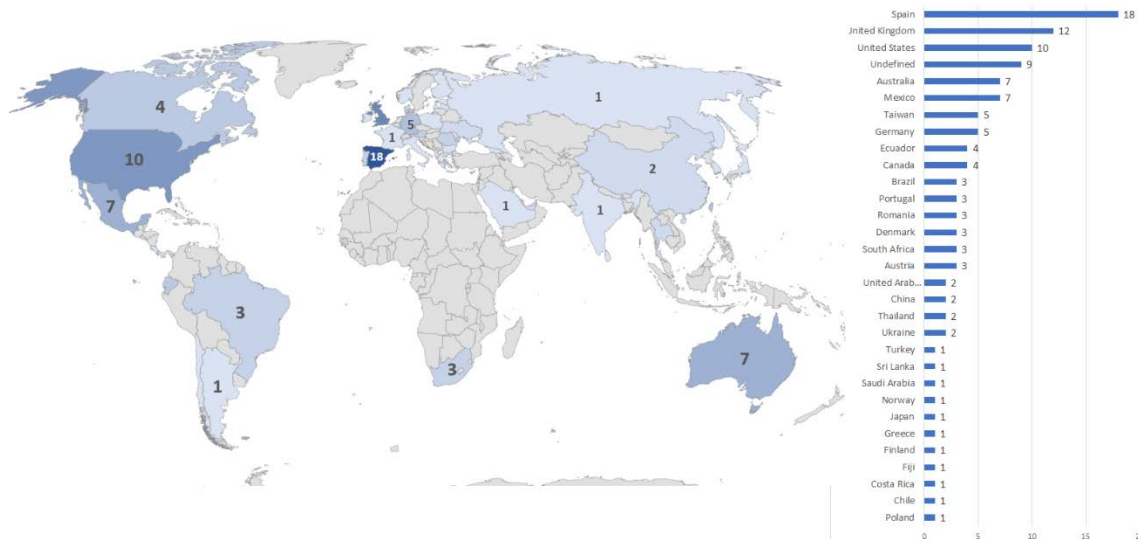 4
10
7
3
1
5
1
18
1
2
1
1
3
7
Spain 18
United Kingdom 12
United States 10
Undefined 9
Australia 7
Mexico 7
Taiwan 5
Germany 5
Ecuador 4
Canada 4
Brazil 3
Portugal 3
Romania 3
Denmark 3
South Africa 3
Austria 3
United Arab... 2
China 2
Thailand 2
Ukraine 2
Turkey 1
Sri Lanka 1
Saudi Arabia 1
Norway 1
Japan 1
Greece 1
Finland 1
Fiji 1
Costa Rica 1
Chile 1
Poland 1
0 5 10 15